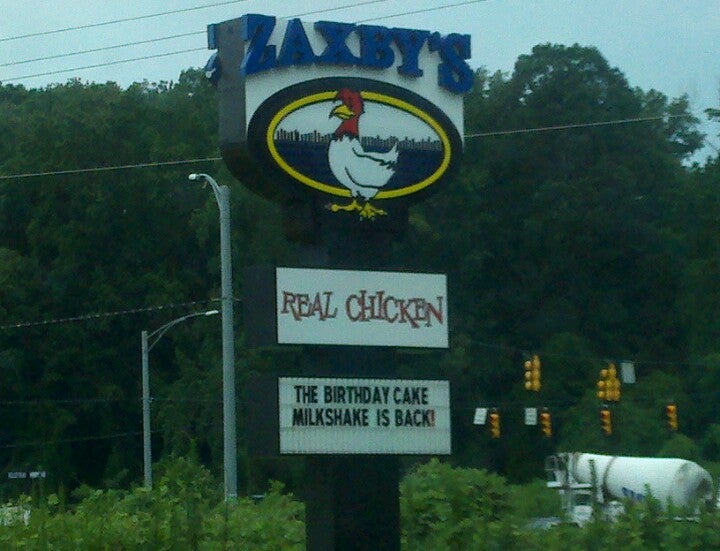 ZAXBY'S
REAL CHICKEN
THE BIRTHDAY CAKE
MILKSHAKE IS BACK!